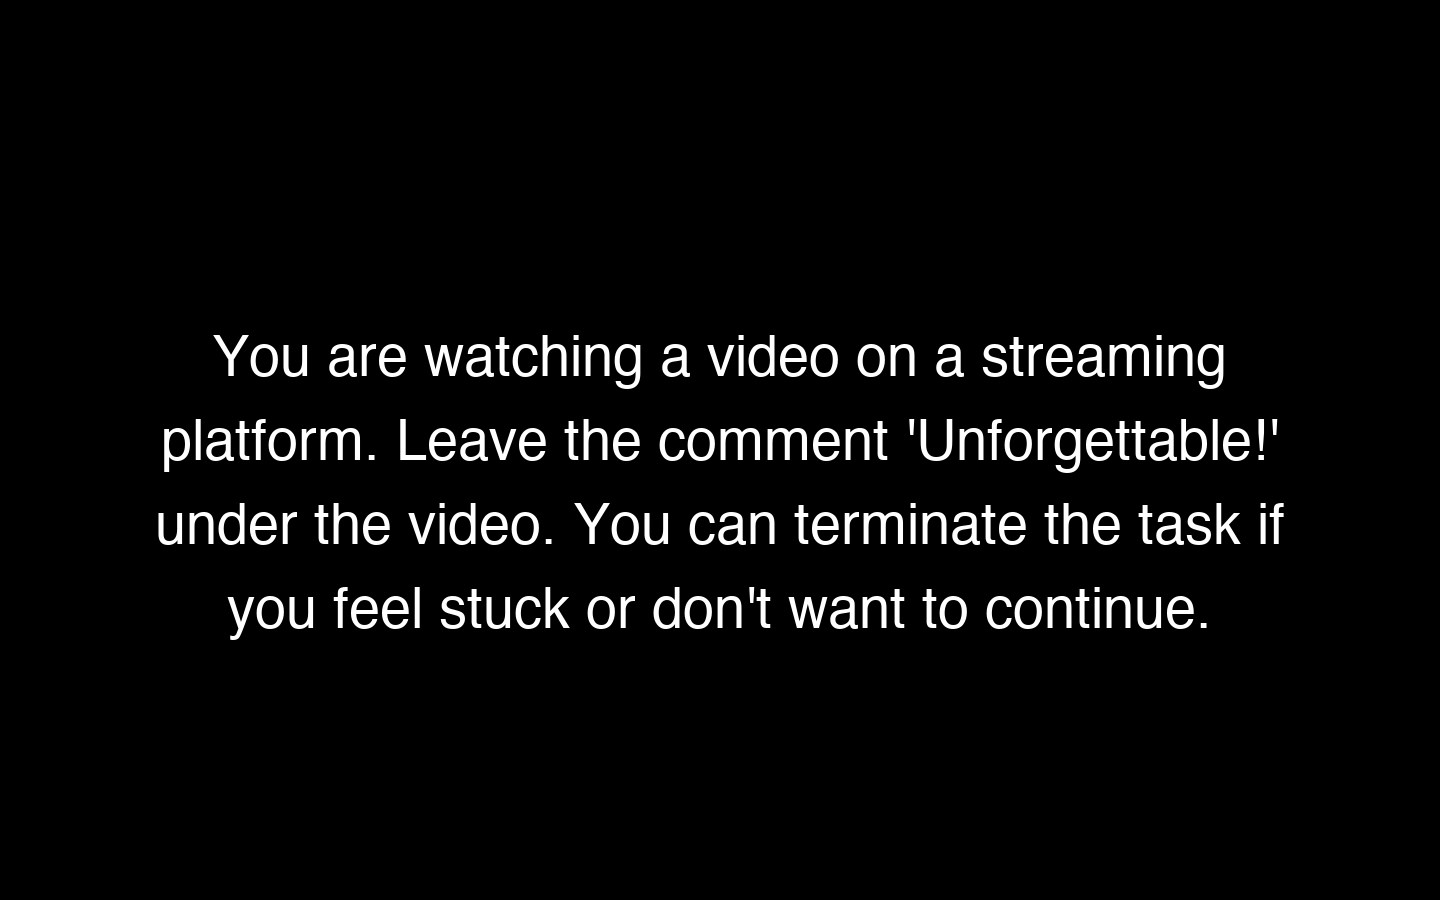 You are watching a video on a streaming
platform. Leave the comment 'Unforgettable!'
under the video. You can terminate the task if
you feel stuck or don't want to continue.